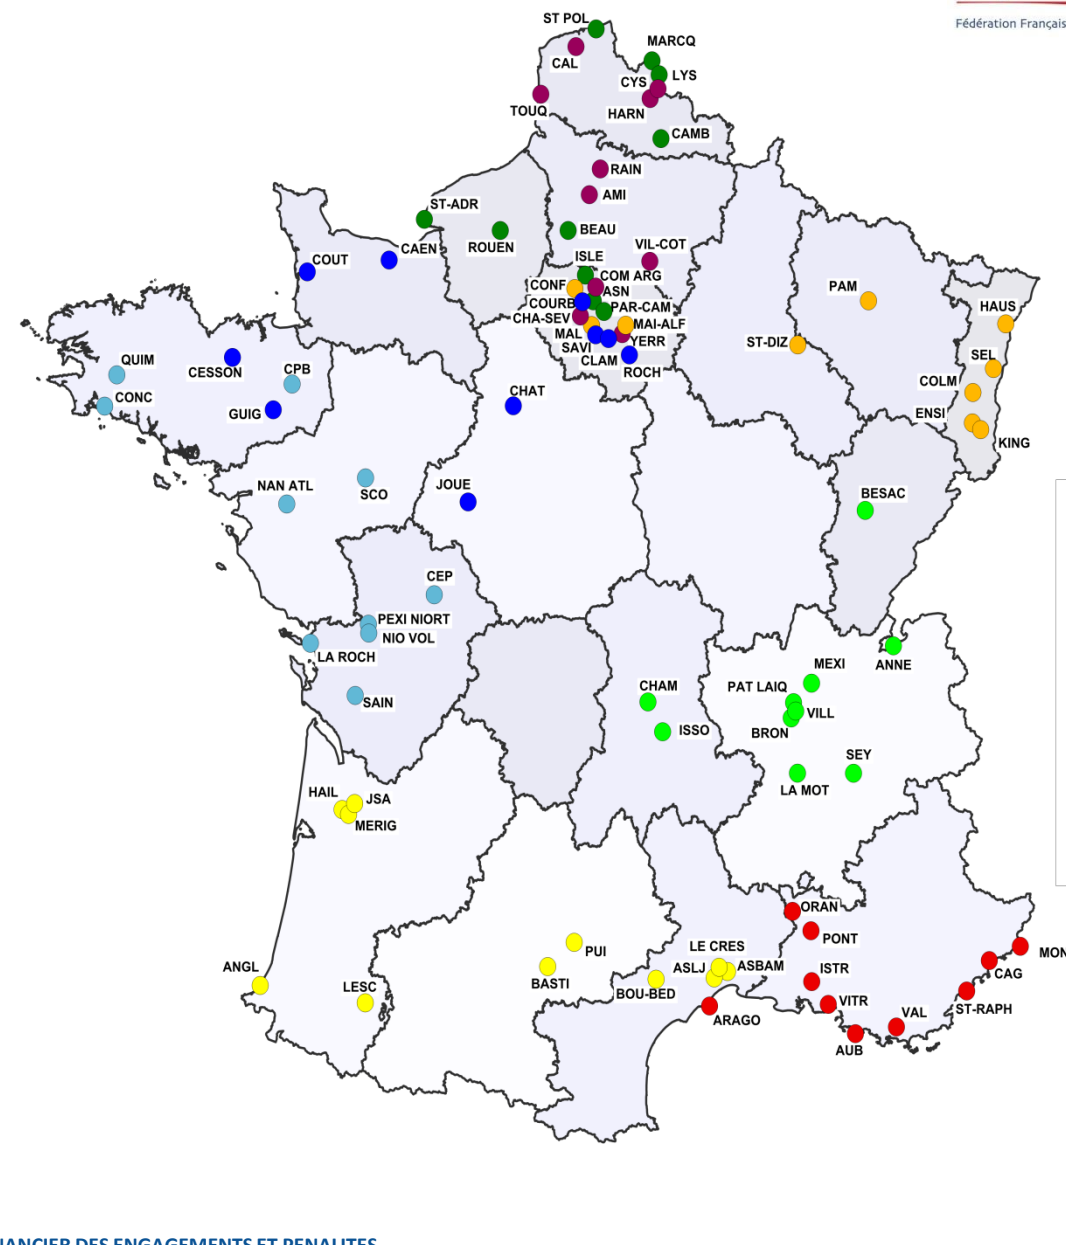 Fédération Français
ST POL
MARCQ
CAL
LYS
CYS
TOUQ
HARN
CAMB
RAIN
AMI
ST-ADR
BEAU
ROUEN
CAEN
VIL-COT
COUT
ISLE
COM ARG
CONF
ASN
COURB
PAR-CAM
CHA-SEV
MAI-ALF
MAL
YERR
SAVI
CLAM
ROCH
PAM
HAUS
ST-DIZ
SEL
COLM
ENSI
KING
QUIM
CESSON
CPB
CONC
GUIG
CHAT
NAN ATL
SCO
JOUE
BESAC
CEP
PEXI NIORT
NIO VOL
LA ROCH
SAIN
ANNE
MEXI
CHAM
PAT LAIQ
VILL
ISSO
BRON
SEY
LA MOT
HAIL
JSA
MERIG
ORAN
PONT
PUI
LE CRES
MON
ANGL
BASTI
ASLJ
ASBAM
ISTR
CAG
LESC
BOU-BED
VITR
ST-RAPH
ARAGO
VAL
AUB
NANCIER DES ENGAGEMENTS ET PENALITES